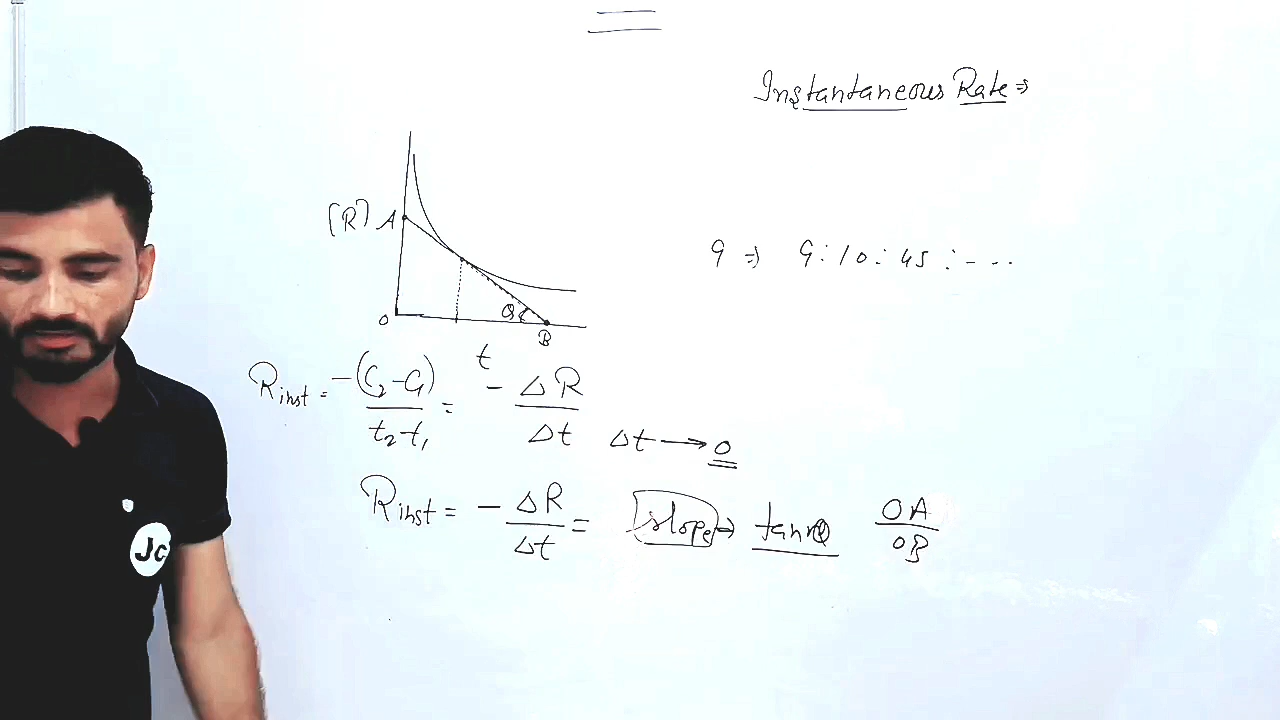 Instantaneous Rate ⇒
[R] A
9 ⇒ 9:10:45:---
O θ B
t
Rinst = -(C2-C1)/(t2-t1) = -ΔR/Δt Δt → 0
Rinst = -ΔR/Δt = slope → tanθ OA/OB
Jc